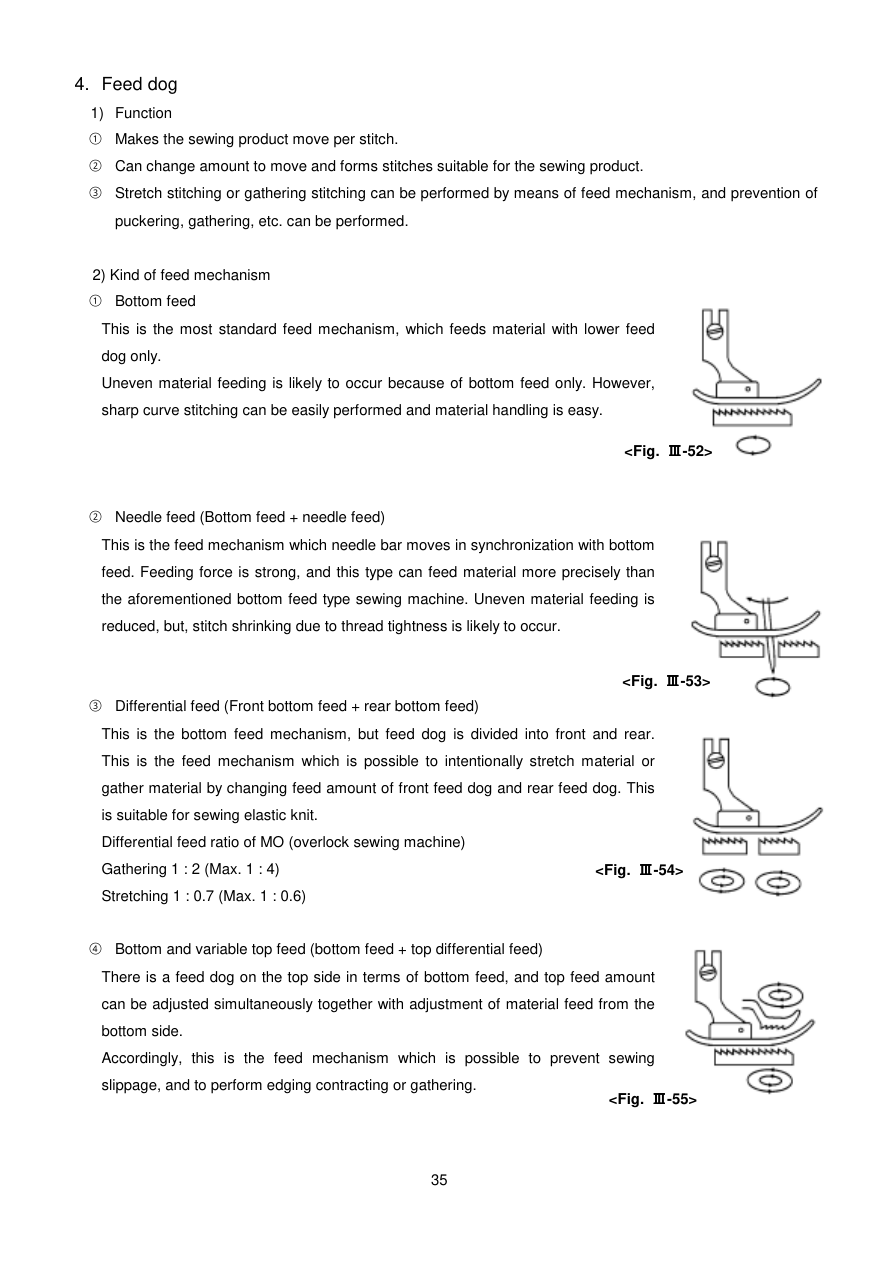 4. Feed dog
1) Function
① Makes the sewing product move per stitch.
② Can change amount to move and forms stitches suitable for the sewing product.
③ Stretch stitching or gathering stitching can be performed by means of feed mechanism, and prevention of
puckering, gathering, etc. can be performed.
2) Kind of feed mechanism
① Bottom feed
This is the most standard feed mechanism, which feeds material with lower feed
dog only.
Uneven material feeding is likely to occur because of bottom feed only. However,
sharp curve stitching can be easily performed and material handling is easy.
<Fig. Ⅲ-52>
② Needle feed (Bottom feed + needle feed)
This is the feed mechanism which needle bar moves in synchronization with bottom
feed. Feeding force is strong, and this type can feed material more precisely than
the aforementioned bottom feed type sewing machine. Uneven material feeding is
reduced, but, stitch shrinking due to thread tightness is likely to occur.
<Fig. Ⅲ-53>
③ Differential feed (Front bottom feed + rear bottom feed)
This is the bottom feed mechanism, but feed dog is divided into front and rear.
This is the feed mechanism which is possible to intentionally stretch material or
gather material by changing feed amount of front feed dog and rear feed dog. This
is suitable for sewing elastic knit.
Differential feed ratio of MO (overlock sewing machine)
Gathering 1 : 2 (Max. 1 : 4)
<Fig. Ⅲ-54>
Stretching 1 : 0.7 (Max. 1 : 0.6)
④ Bottom and variable top feed (bottom feed + top differential feed)
There is a feed dog on the top side in terms of bottom feed, and top feed amount
can be adjusted simultaneously together with adjustment of material feed from the
bottom side.
Accordingly, this is the feed mechanism which is possible to prevent sewing
slippage, and to perform edging contracting or gathering.
<Fig. Ⅲ-55>
35